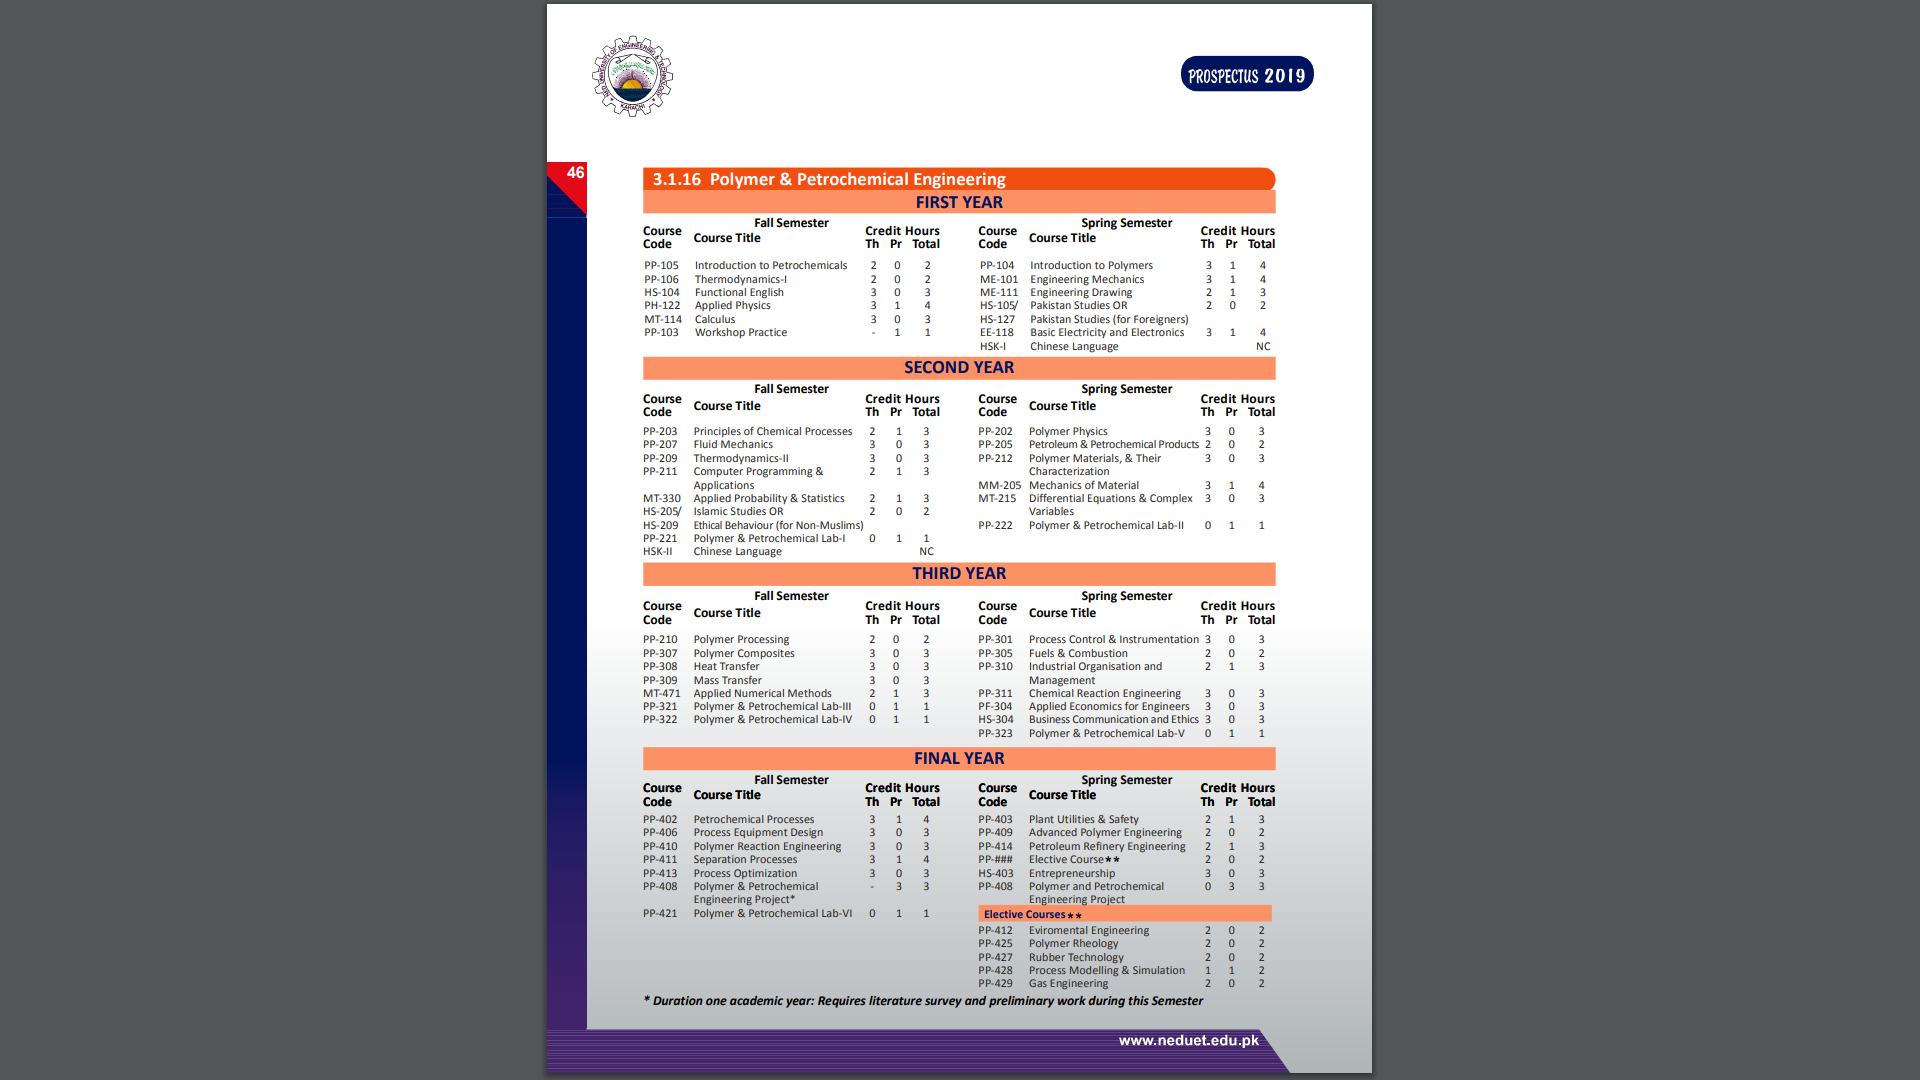 NED UNIVERSITY OF ENGINEERING & TECHNOLOGY
KARACHI
PROSPECTUS 2019
46
3.1.16 Polymer & Petrochemical Engineering
FIRST YEAR
Fall Semester
Course Code Course Title Credit Hours Th Pr Total
PP-105 Introduction to Petrochemicals 2 0 2
PP-106 Thermodynamics-I 2 0 2
HS-104 Functional English 3 0 3
PH-122 Applied Physics 3 1 4
MT-114 Calculus 3 0 3
PP-103 Workshop Practice - 1 1
Spring Semester
Course Code Course Title Credit Hours Th Pr Total
PP-104 Introduction to Polymers 3 1 4
ME-101 Engineering Mechanics 3 1 4
ME-111 Engineering Drawing 2 1 3
HS-105/ Pakistan Studies OR 2 0 2
HS-127 Pakistan Studies (for Foreigners)
EE-118 Basic Electricity and Electronics 3 1 4
HSK-I Chinese Language NC
SECOND YEAR
Fall Semester
Course Code Course Title Credit Hours Th Pr Total
PP-203 Principles of Chemical Processes 2 1 3
PP-207 Fluid Mechanics 3 0 3
PP-209 Thermodynamics-II 3 0 3
PP-211 Computer Programming & 2 1 3
Applications
MT-330 Applied Probability & Statistics 2 1 3
HS-205/ Islamic Studies OR 2 0 2
HS-209 Ethical Behaviour (for Non-Muslims)
PP-221 Polymer & Petrochemical Lab-I 0 1 1
HSK-II Chinese Language NC
Spring Semester
Course Code Course Title Credit Hours Th Pr Total
PP-202 Polymer Physics 3 0 3
PP-205 Petroleum & Petrochemical Products 2 0 2
PP-212 Polymer Materials, & Their 3 0 3
Characterization
MM-205 Mechanics of Material 3 1 4
MT-215 Differential Equations & Complex 3 0 3
Variables
PP-222 Polymer & Petrochemical Lab-II 0 1 1
THIRD YEAR
Fall Semester
Course Code Course Title Credit Hours Th Pr Total
PP-210 Polymer Processing 2 0 2
PP-307 Polymer Composites 3 0 3
PP-308 Heat Transfer 3 0 3
PP-309 Mass Transfer 3 0 3
MT-471 Applied Numerical Methods 2 1 3
PP-321 Polymer & Petrochemical Lab-III 0 1 1
PP-322 Polymer & Petrochemical Lab-IV 0 1 1
Spring Semester
Course Code Course Title Credit Hours Th Pr Total
PP-301 Process Control & Instrumentation 3 0 3
PP-305 Fuels & Combustion 2 0 2
PP-310 Industrial Organisation and 2 1 3
Management
PP-311 Chemical Reaction Engineering 3 0 3
PF-304 Applied Economics for Engineers 3 0 3
HS-304 Business Communication and Ethics 3 0 3
PP-323 Polymer & Petrochemical Lab-V 0 1 1
FINAL YEAR
Fall Semester
Course Code Course Title Credit Hours Th Pr Total
PP-402 Petrochemical Processes 3 1 4
PP-406 Process Equipment Design 3 0 3
PP-410 Polymer Reaction Engineering 3 0 3
PP-411 Separation Processes 3 1 4
PP-413 Process Optimization 3 0 3
PP-408 Polymer & Petrochemical - 3 3
Engineering Project*
PP-421 Polymer & Petrochemical Lab-VI 0 1 1
Spring Semester
Course Code Course Title Credit Hours Th Pr Total
PP-403 Plant Utilities & Safety 2 1 3
PP-409 Advanced Polymer Engineering 2 0 2
PP-414 Petroleum Refinery Engineering 2 1 3
PP-### Elective Course** 2 0 2
HS-403 Entrepreneurship 3 0 3
PP-408 Polymer and Petrochemical 0 3 3
Engineering Project
Elective Courses**
PP-412 Eviromental Engineering 2 0 2
PP-425 Polymer Rheology 2 0 2
PP-427 Rubber Technology 2 0 2
PP-428 Process Modelling & Simulation 1 1 2
PP-429 Gas Engineering 2 0 2
* Duration one academic year: Requires literature survey and preliminary work during this Semester
www.neduet.edu.pk